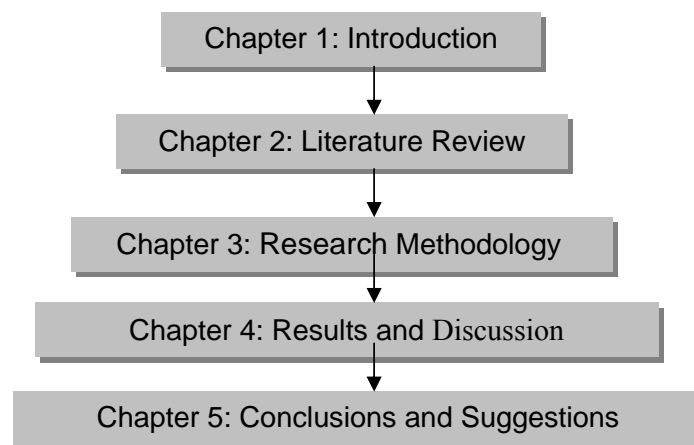 Chapter 1: Introduction
Chapter 2: Literature Review
Chapter 3: Research Methodology
Chapter 4: Results and Discussion
Chapter 5: Conclusions and Suggestions